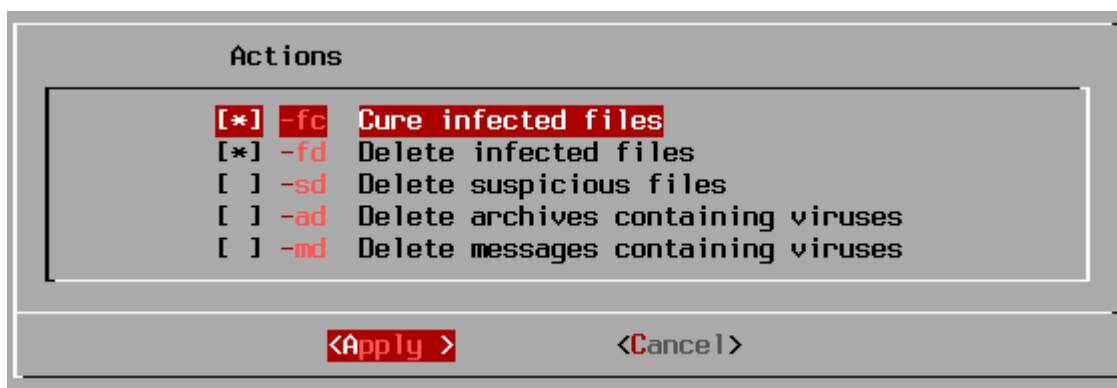 Actions
[*] -fc Cure infected files
[*] -fd Delete infected files
[ ] -sd Delete suspicious files
[ ] -ad Delete archives containing viruses
[ ] -md Delete messages containing viruses
<Apply > <Cancel>